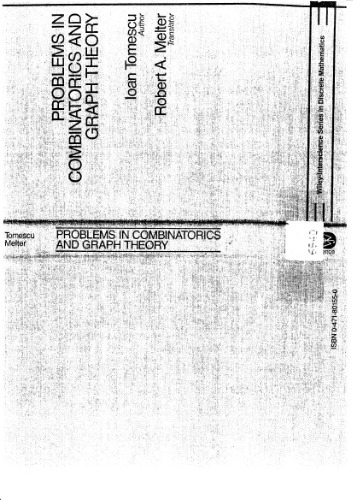 PROBLEMS IN
COMBINATORICS AND
GRAPH THEORY
Ioan Tomescu
Author
Robert A. Melter
Translator
Wiley-Interscience Series in Discrete Mathematics
Tomescu
Melter
PROBLEMS IN COMBINATORICS
AND GRAPH THEORY
ISBN 0-471-80155-0